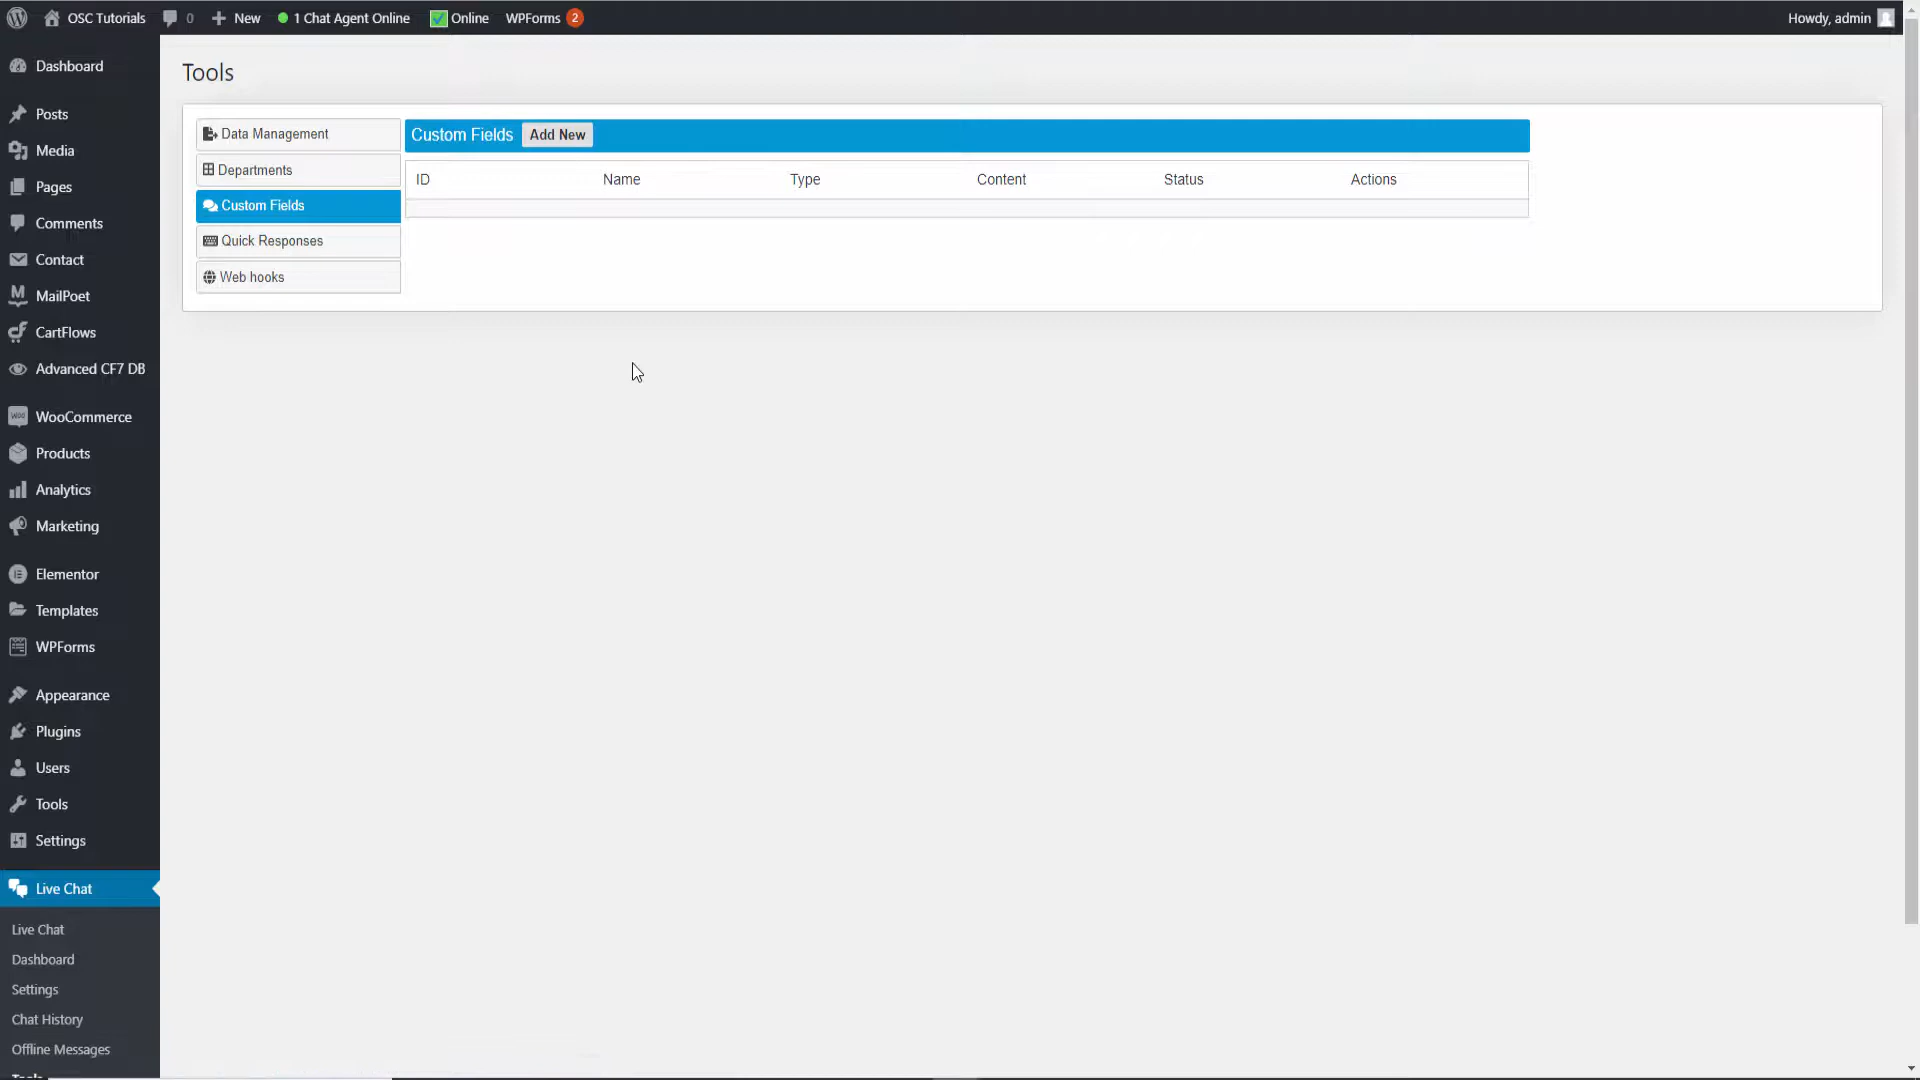 OSC Tutorials 0 New 1 Chat Agent Online Online WPForms 2 Howdy, admin
Dashboard
Posts
Media
Pages
Comments
Contact
MailPoet
CartFlows
Advanced CF7 DB
WooCommerce
Products
Analytics
Marketing
Elementor
Templates
WPForms
Appearance
Plugins
Users
Tools
Settings
Live Chat
Live Chat
Dashboard
Settings
Chat History
Offline Messages
Tools
Tools
Data Management
Departments
Custom Fields
Quick Responses
Web hooks
Custom Fields Add New
ID Name Type Content Status Actions